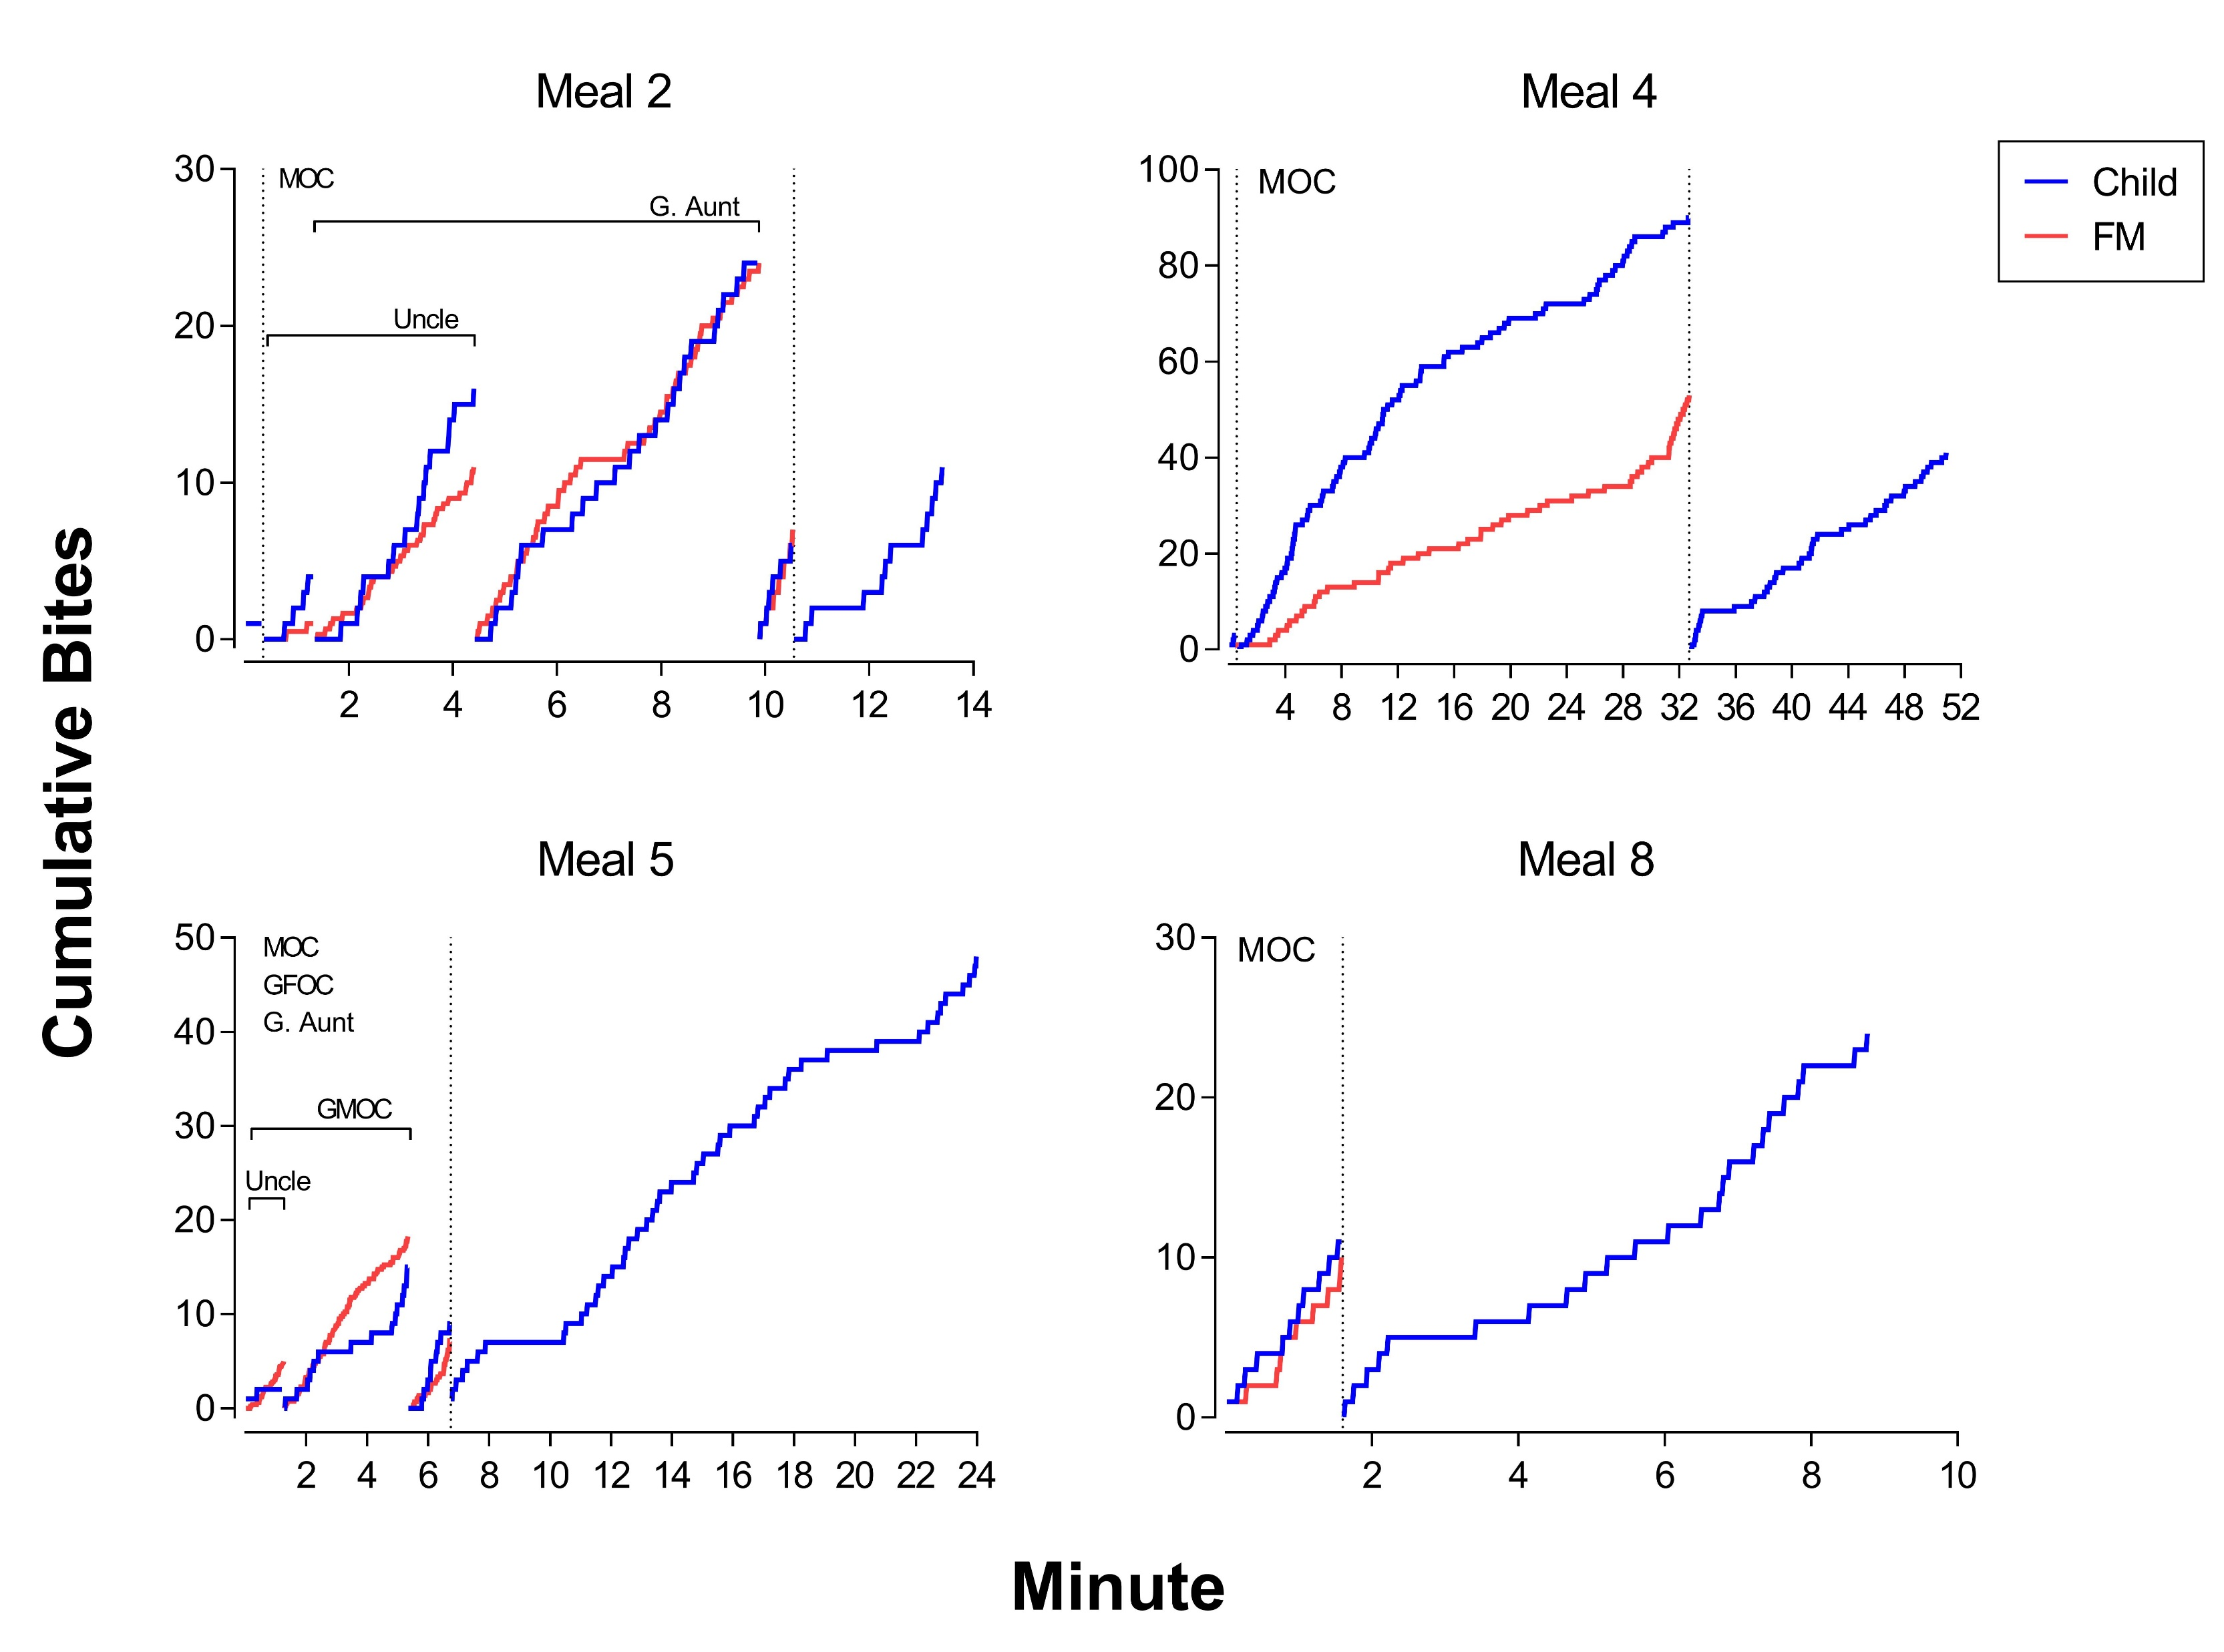 Meal 2
30
20
10
0
MOC
G. Aunt
Uncle
2 4 6 8 10 12 14
Meal 4
100
80
60
40
20
0
MOC
4 8 12 16 20 24 28 32 36 40 44 48 52
Child
FM
Cumulative Bites
Meal 5
50
40
30
20
10
0
MOC
GFOC
G. Aunt
GMOC
Uncle
2 4 6 8 10 12 14 16 18 20 22 24
Meal 8
30
20
10
0
MOC
2 4 6 8 10
Minute